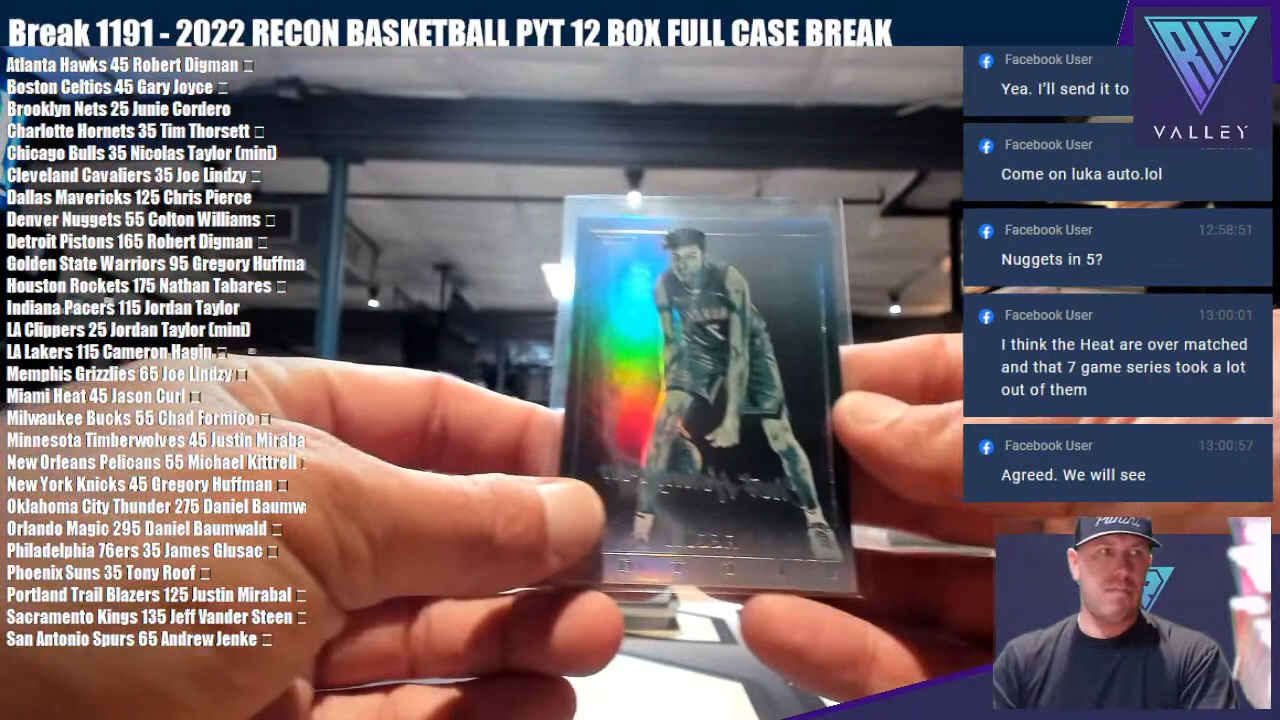 Break 1191 - 2022 RECON BASKETBALL PYT 12 BOX FULL CASE BREAK
Atlanta Hawks 45 Robert Digman
Boston Celtics 45 Gary Joyce
Brooklyn Nets 25 Junie Cordero
Charlotte Hornets 35 Tim Thorsett
Chicago Bulls 35 Nicolas Taylor (mini)
Cleveland Cavaliers 35 Joe Lindzy
Dallas Mavericks 125 Chris Pierce
Denver Nuggets 55 Colton Williams
Detroit Pistons 165 Robert Digman
Golden State Warriors 95 Gregory Huffma
Houston Rockets 175 Nathan Tabares
Indiana Pacers 115 Jordan Taylor
LA Clippers 25 Jordan Taylor (mini)
LA Lakers 115 Cameron Hagin
Memphis Grizzlies 65 Joe Lindzy
Miami Heat 45 Jason Curl
Milwaukee Bucks 55 Chad Formico
Minnesota Timberwolves 45 Justin Miraba
New Orleans Pelicans 55 Michael Kittrell
New York Knicks 45 Gregory Huffman
Oklahoma City Thunder 275 Daniel Baumw
Orlando Magic 295 Daniel Baumwald
Philadelphia 76ers 35 James Glusac
Phoenix Suns 35 Tony Roof
Portland Trail Blazers 125 Justin Mirabal
Sacramento Kings 135 Jeff Vander Steen
San Antonio Spurs 65 Andrew Jenke
Facebook User
Yea. I'll send it to
Facebook User
Come on luka auto.lol
Facebook User 12:58:51
Nuggets in 5?
Facebook User 13:00:01
I think the Heat are over matched
and that 7 game series took a lot
out of them
Facebook User 13:00:57
Agreed. We will see
RIP
VALLEY